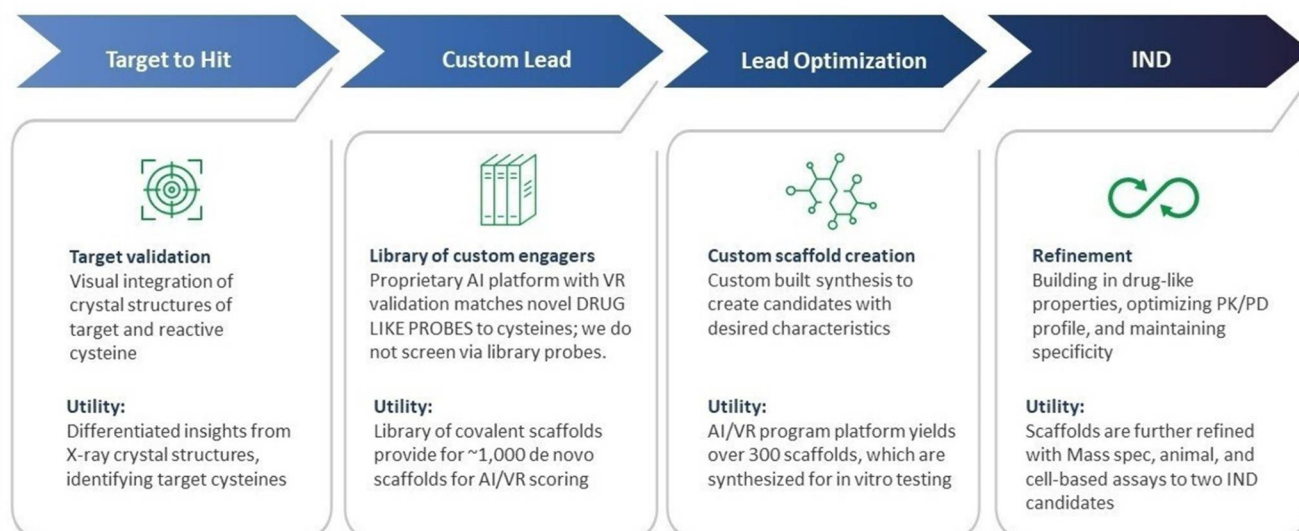 Target to Hit
Custom Lead
Lead Optimization
IND
Target validation
Visual integration of
crystal structures of
target and reactive
cysteine
Utility:
Differentiated insights from
X-ray crystal structures,
identifying target cysteines
Library of custom engagers
Proprietary AI platform with VR
validation matches novel DRUG
LIKE PROBES to cysteines; we do
not screen via library probes.
Utility:
Library of covalent scaffolds
provide for ~1,000 de novo
scaffolds for AI/VR scoring
Custom scaffold creation
Custom built synthesis to
create candidates with
desired characteristics
Utility:
AI/VR program platform yields
over 300 scaffolds, which are
synthesized for in vitro testing
Refinement
Building in drug-like
properties, optimizing PK/PD
profile, and maintaining
specificity
Utility:
Scaffolds are further refined
with Mass spec, animal, and
cell-based assays to two IND
candidates